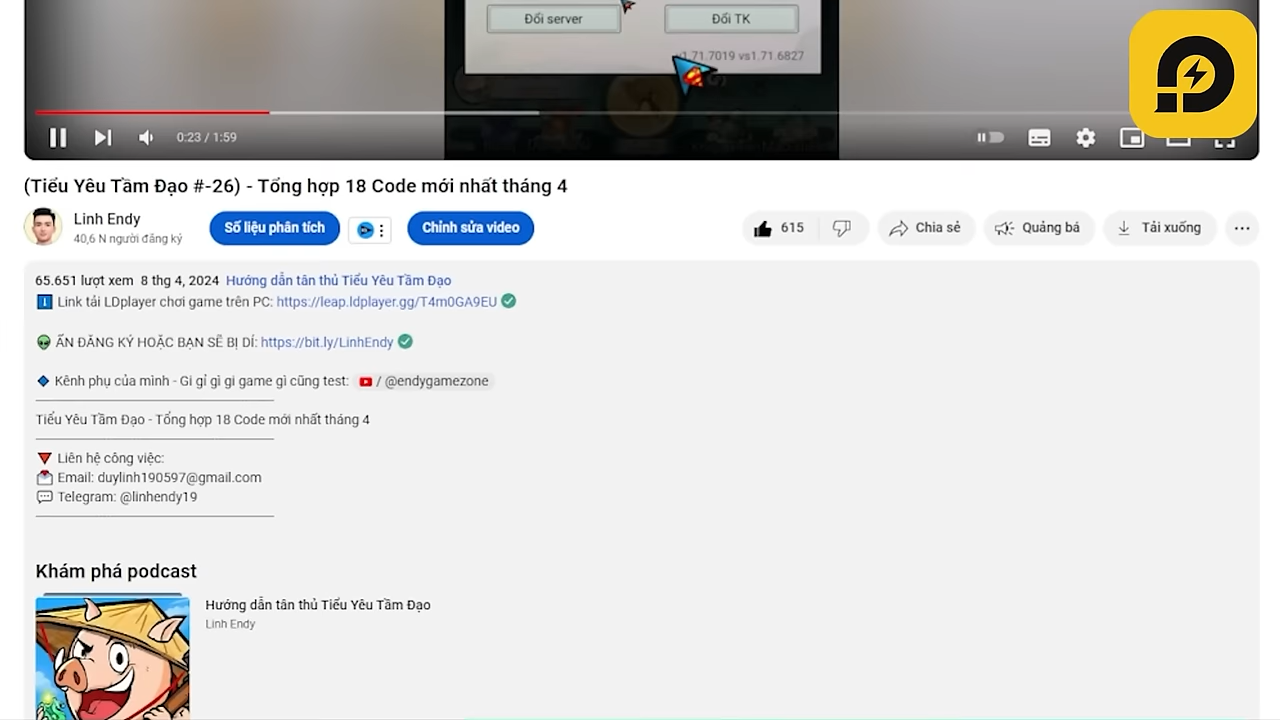 Đổi server
Đổi TK
v1.71.7019 vs1.71.6827
0:23 / 1:59
(Tiểu Yêu Tầm Đạo #-26) - Tổng hợp 18 Code mới nhất tháng 4
Linh Endy
40,6 N người đăng ký
Số liệu phân tích
Chỉnh sửa video
615
Chia sẻ
Quảng bá
Tải xuống
65.651 lượt xem 8 thg 4, 2024 Hướng dẫn tân thủ Tiểu Yêu Tầm Đạo
Link tải LDplayer chơi game trên PC: https://leap.ldplayer.gg/T4m0GA9EU
ẤN ĐĂNG KÝ HOẶC BẠN SẼ BỊ DÍ: https://bit.ly/LinhEndy
Kênh phụ của mình - Gi gỉ gì gi game gì cũng test: / @endygamezone
Tiểu Yêu Tầm Đạo - Tổng hợp 18 Code mới nhất tháng 4
Liên hệ công việc:
Email: duylinh190597@gmail.com
Telegram: @linhendy19
Khám phá podcast
Hướng dẫn tân thủ Tiểu Yêu Tầm Đạo
Linh Endy